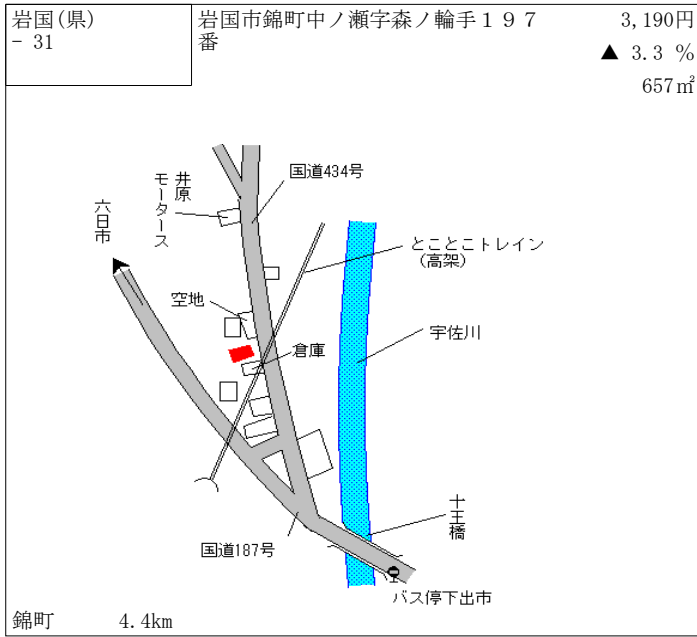 岩国(県)
- 31
岩国市錦町中ノ瀬字森ノ輪手１９７
番
3,190円
▲ 3.3 %
657㎡
国道434号
井原
モータース
六日市
とことこトレイン
(高架)
空地
倉庫
宇佐川
十王橋
国道187号
バス停下出市
錦町 4.4km